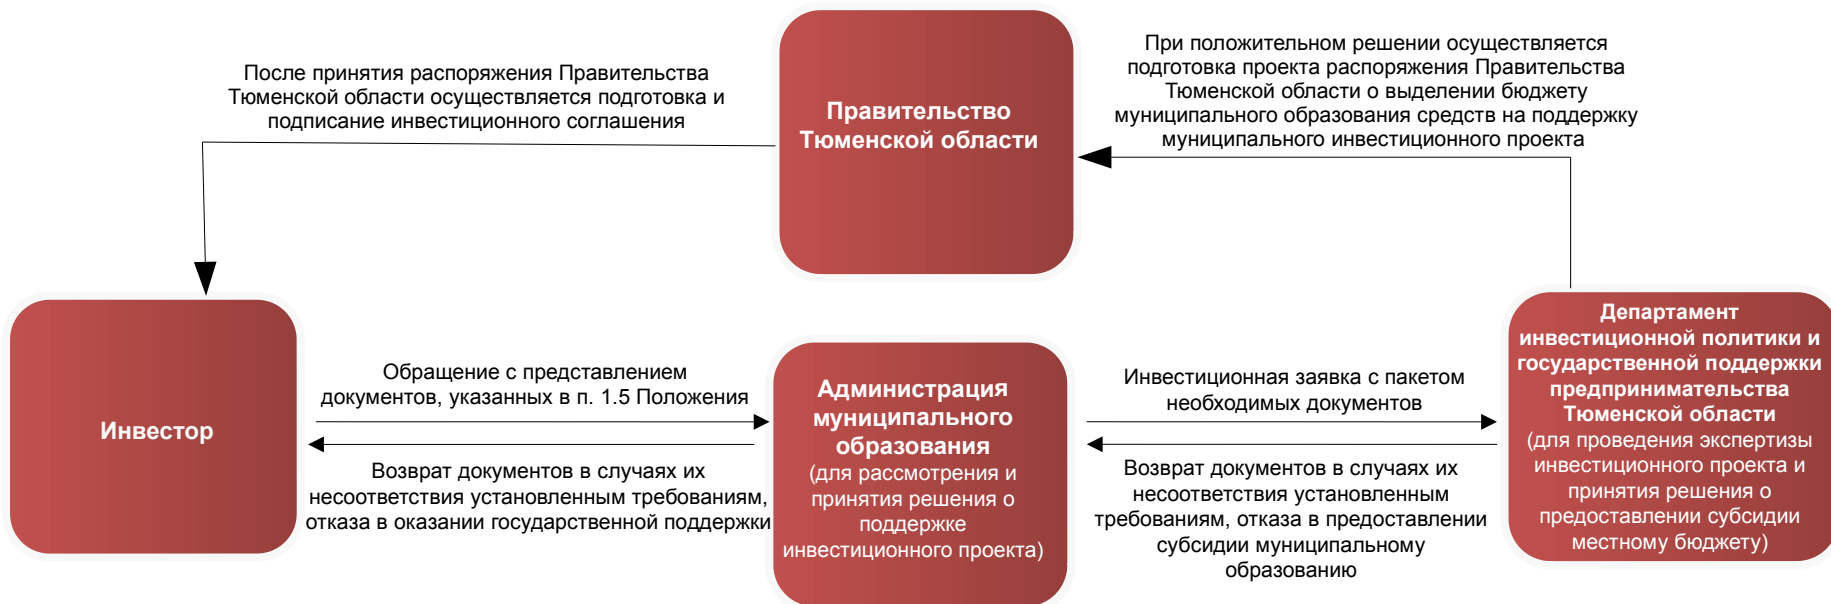 После принятия распоряжения Правительства
Тюменской области осуществляется подготовка и
подписание инвестиционного соглашения
Правительство
Тюменской области
При положительном решении осуществляется
подготовка проекта распоряжения Правительства
Тюменской области о выделении бюджету
муниципального образования средств на поддержку
муниципального инвестиционного проекта
Инвестор
Обращение с представлением
документов, указанных в п. 1.5 Положения
Возврат документов в случаях их
несоответствия установленным требованиям,
отказа в оказании государственной поддержки
Администрация
муниципального
образования
(для рассмотрения и
принятия решения о
поддержке
инвестиционного проекта)
Инвестиционная заявка с пакетом
необходимых документов
Возврат документов в случаях их
несоответствия установленным
требованиям, отказа в предоставлении
субсидии муниципальному
образованию
Департамент
инвестиционной политики и
государственной поддержки
предпринимательства
Тюменской области
(для проведения экспертизы
инвестиционного проекта и
принятия решения о
предоставлении субсидии
местному бюджету)